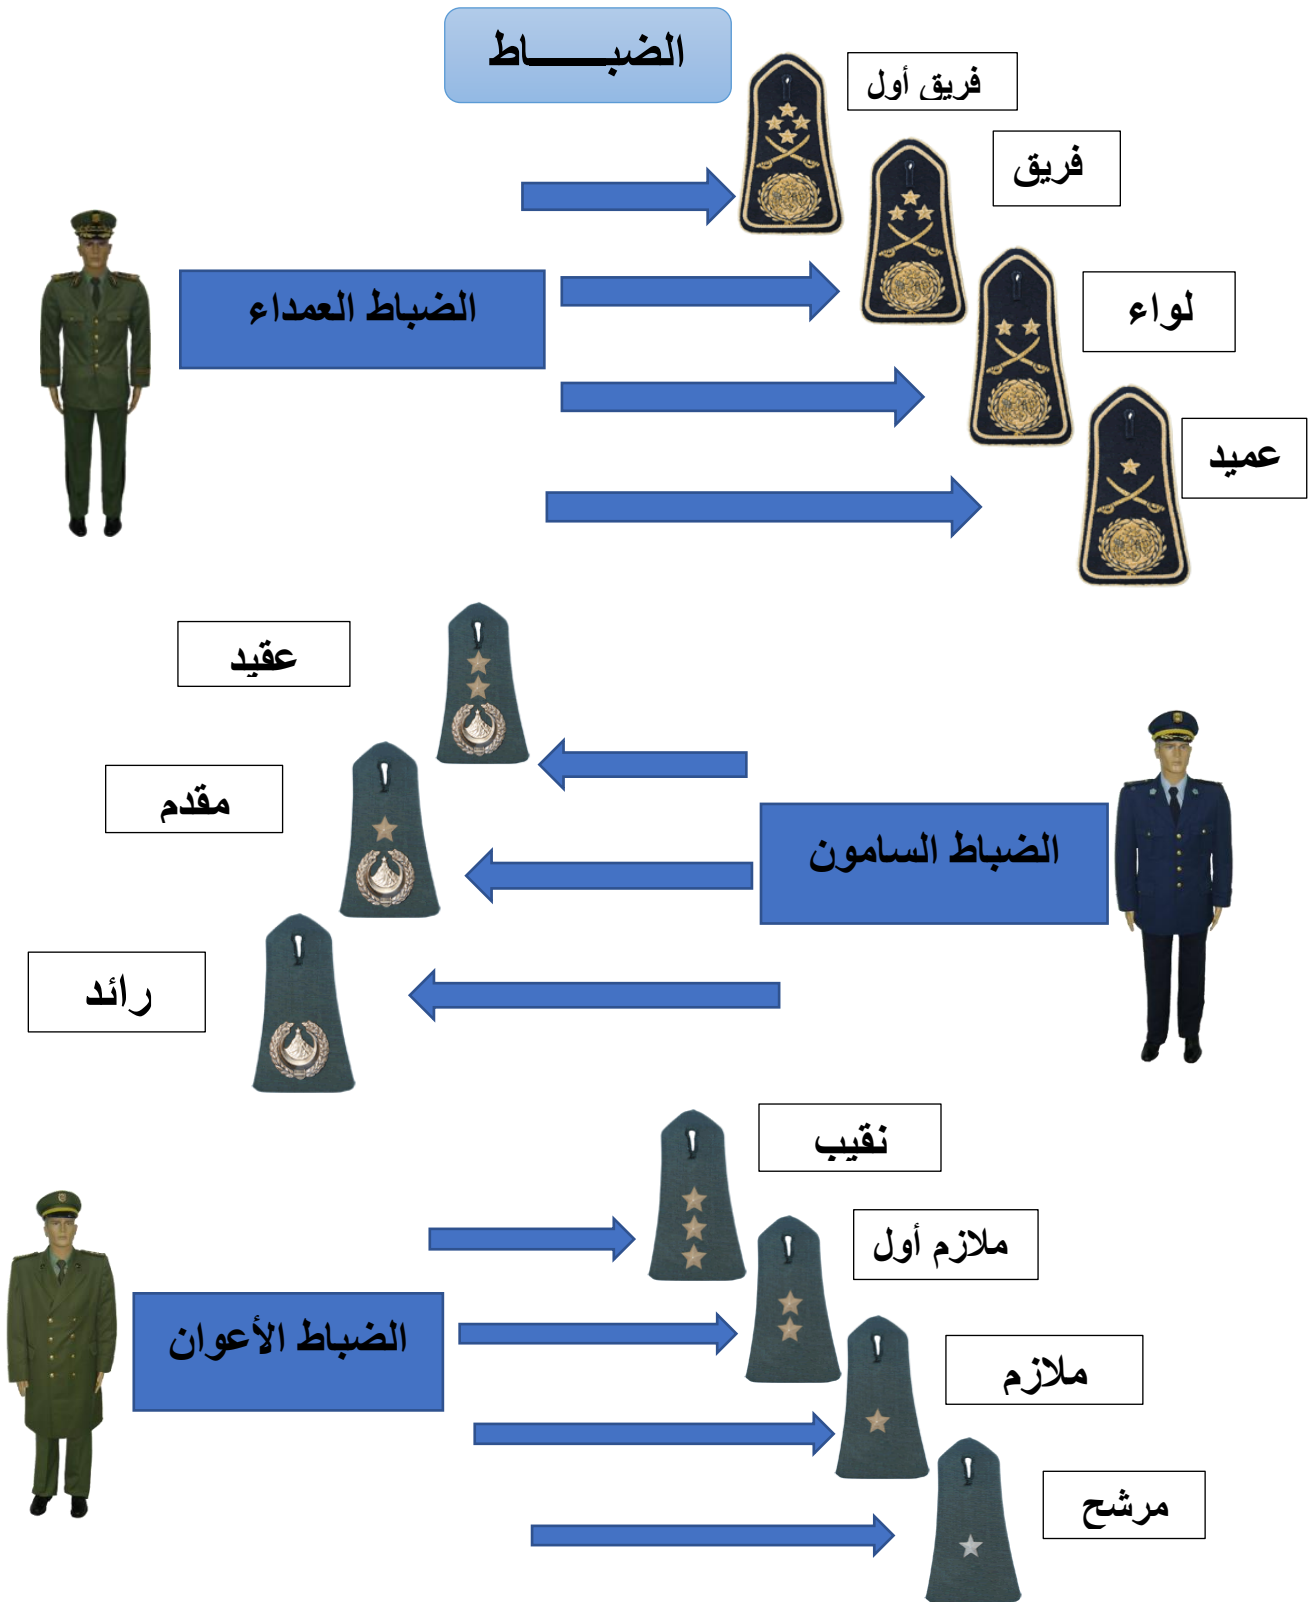 الضبـــــــاط
فريق أول
فريق
لواء
عميد
الضباط العمداء
عقيد
مقدم
رائد
الضباط السامون
نقيب
ملازم أول
ملازم
مرشح
الضباط الأعوان